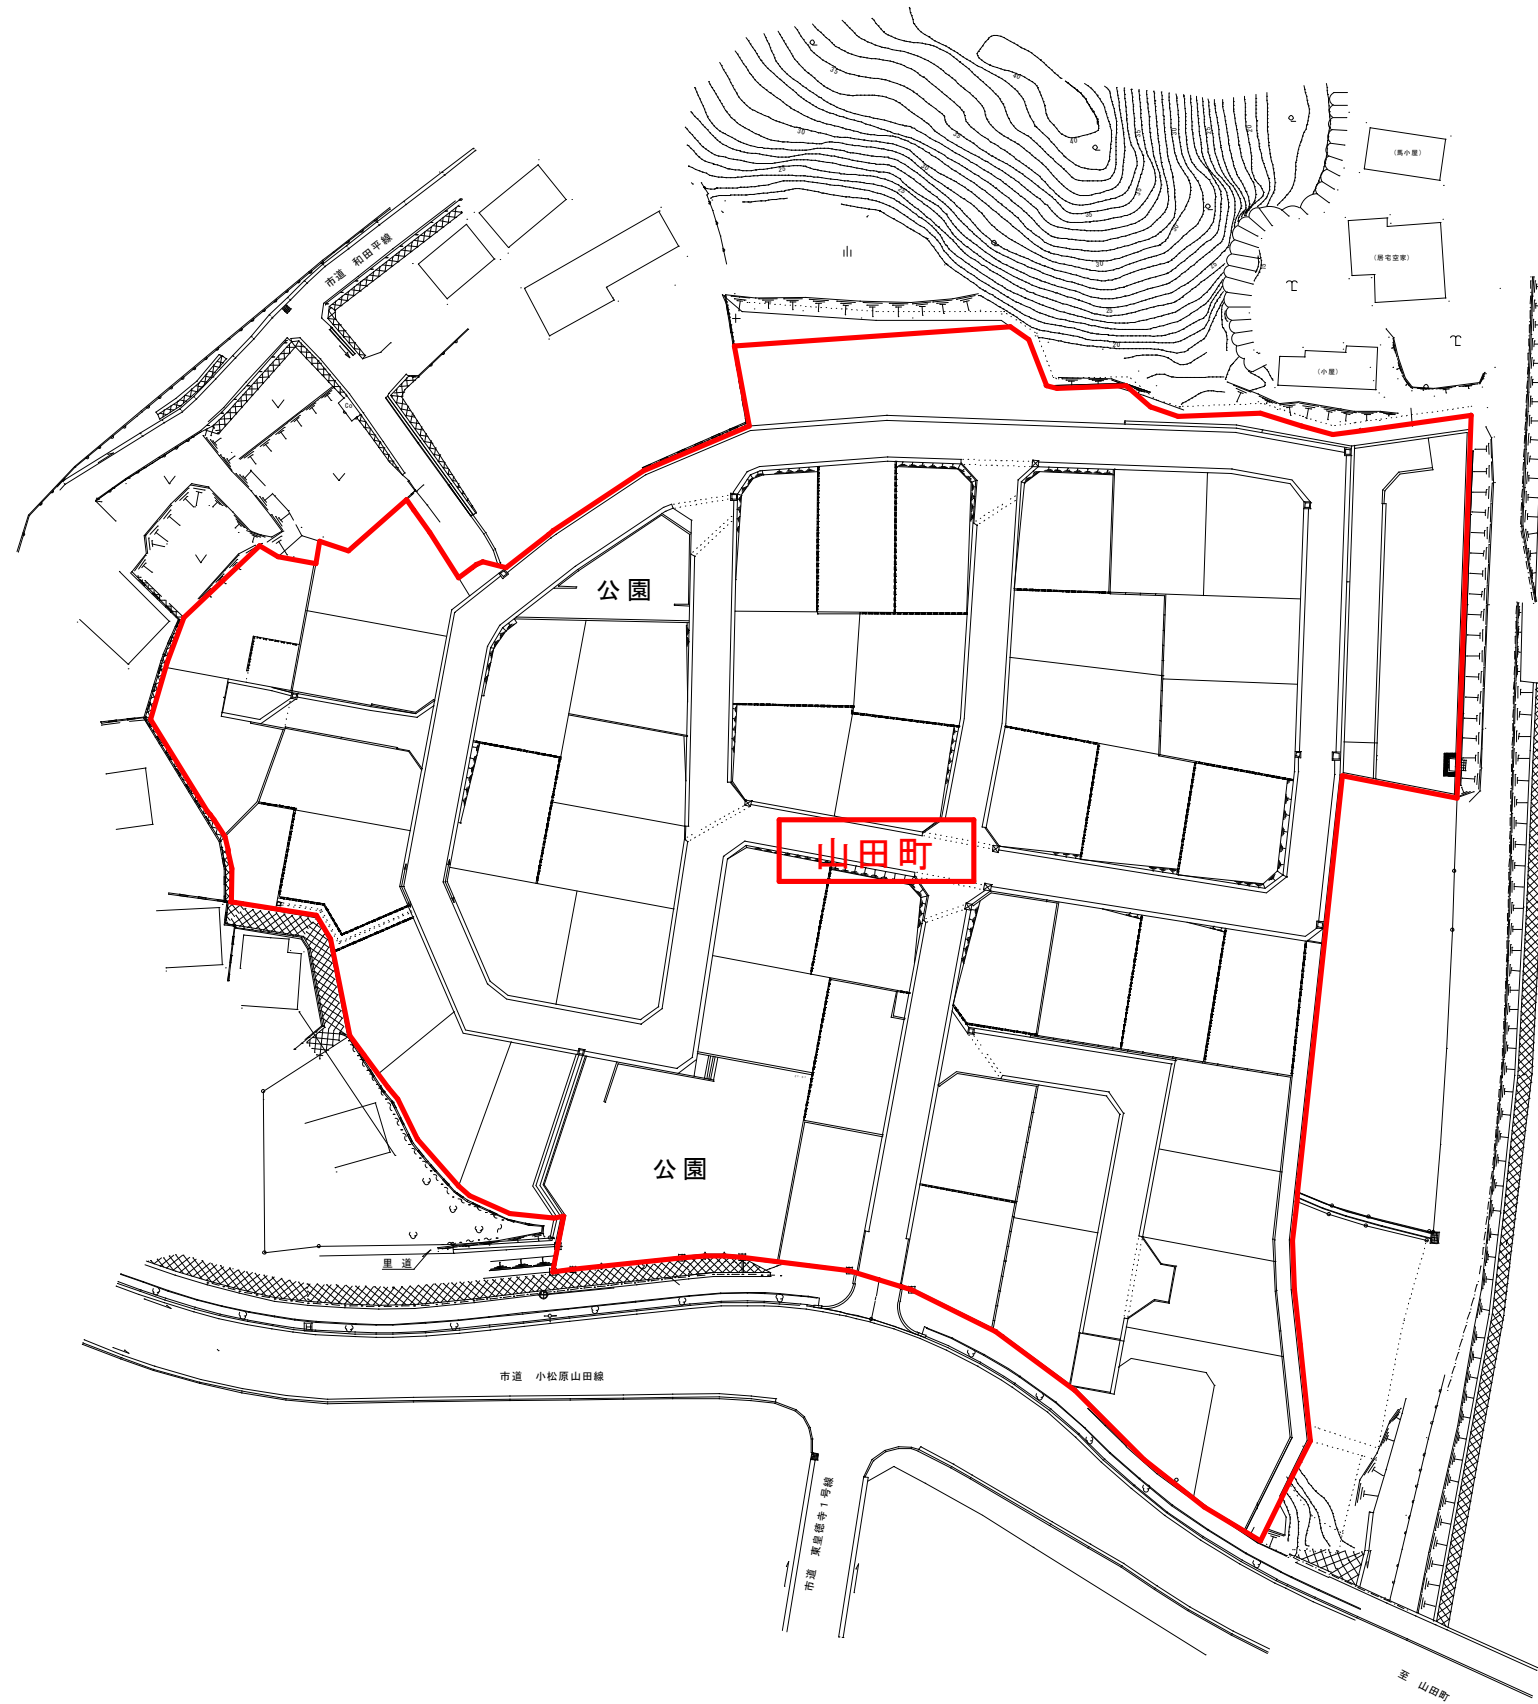 (馬小屋)
市道 和田平線
(居宅空家)
(小屋)
公園
山田町
公園
里 道
市道 小松原山田線
市道 東皇徳寺1号線
至 山田町